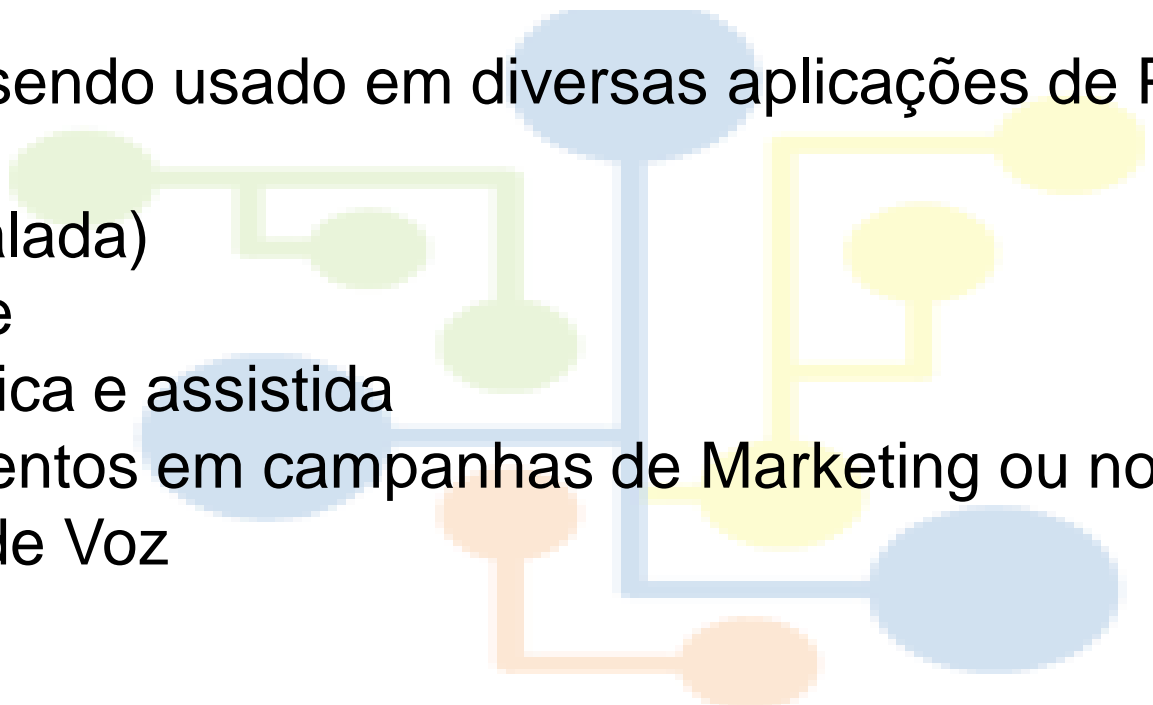 sendo usado em diversas aplicações de
alada)
e
ica e assistida
entos em campanhas de Marketing ou no
de Voz